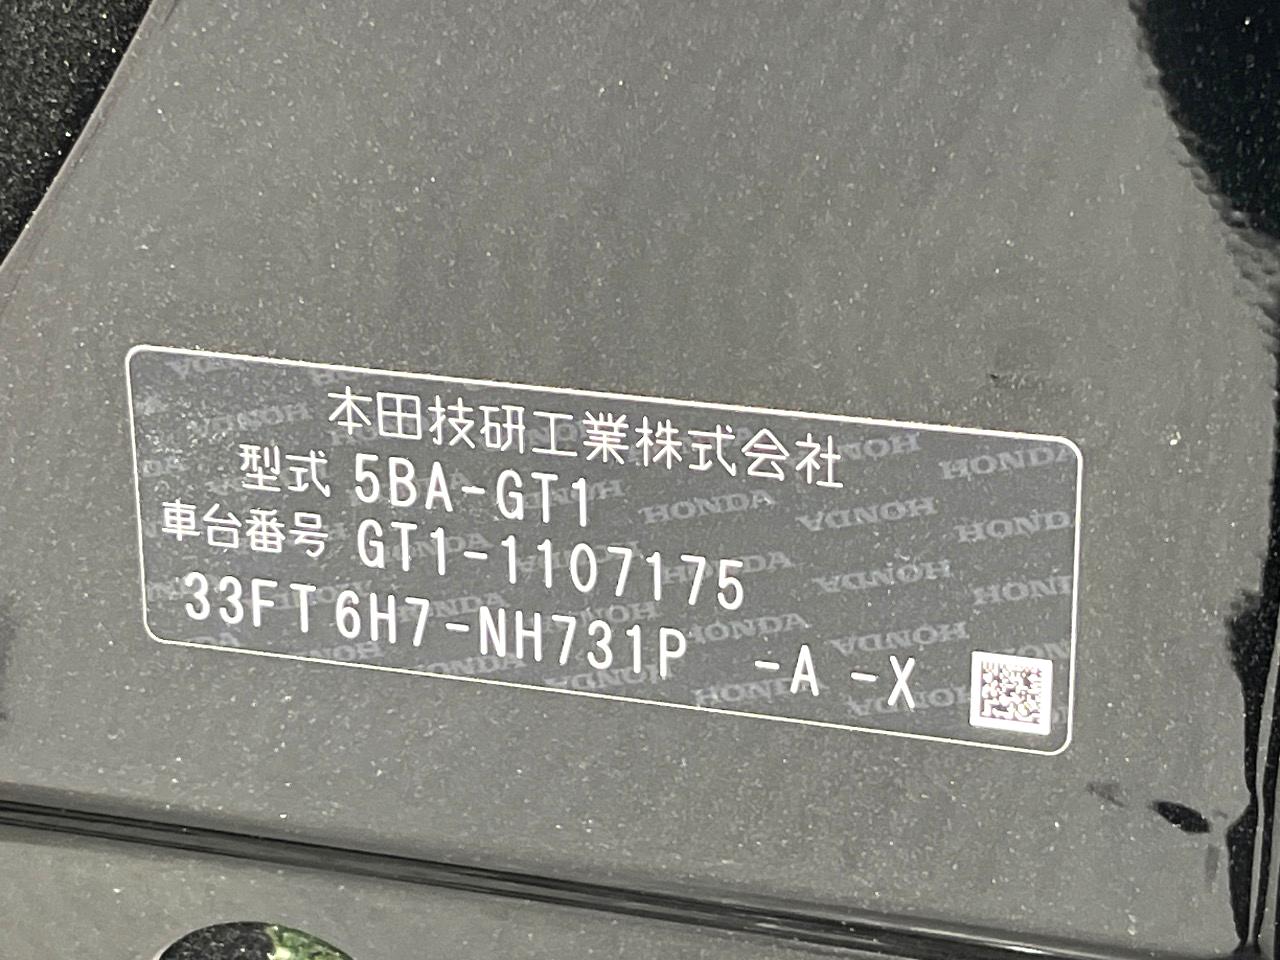 本田技研工業株式会社
型式 5BA-GT1
車台番号 GT1-1107175
33FT6H7-NH731P -A -X